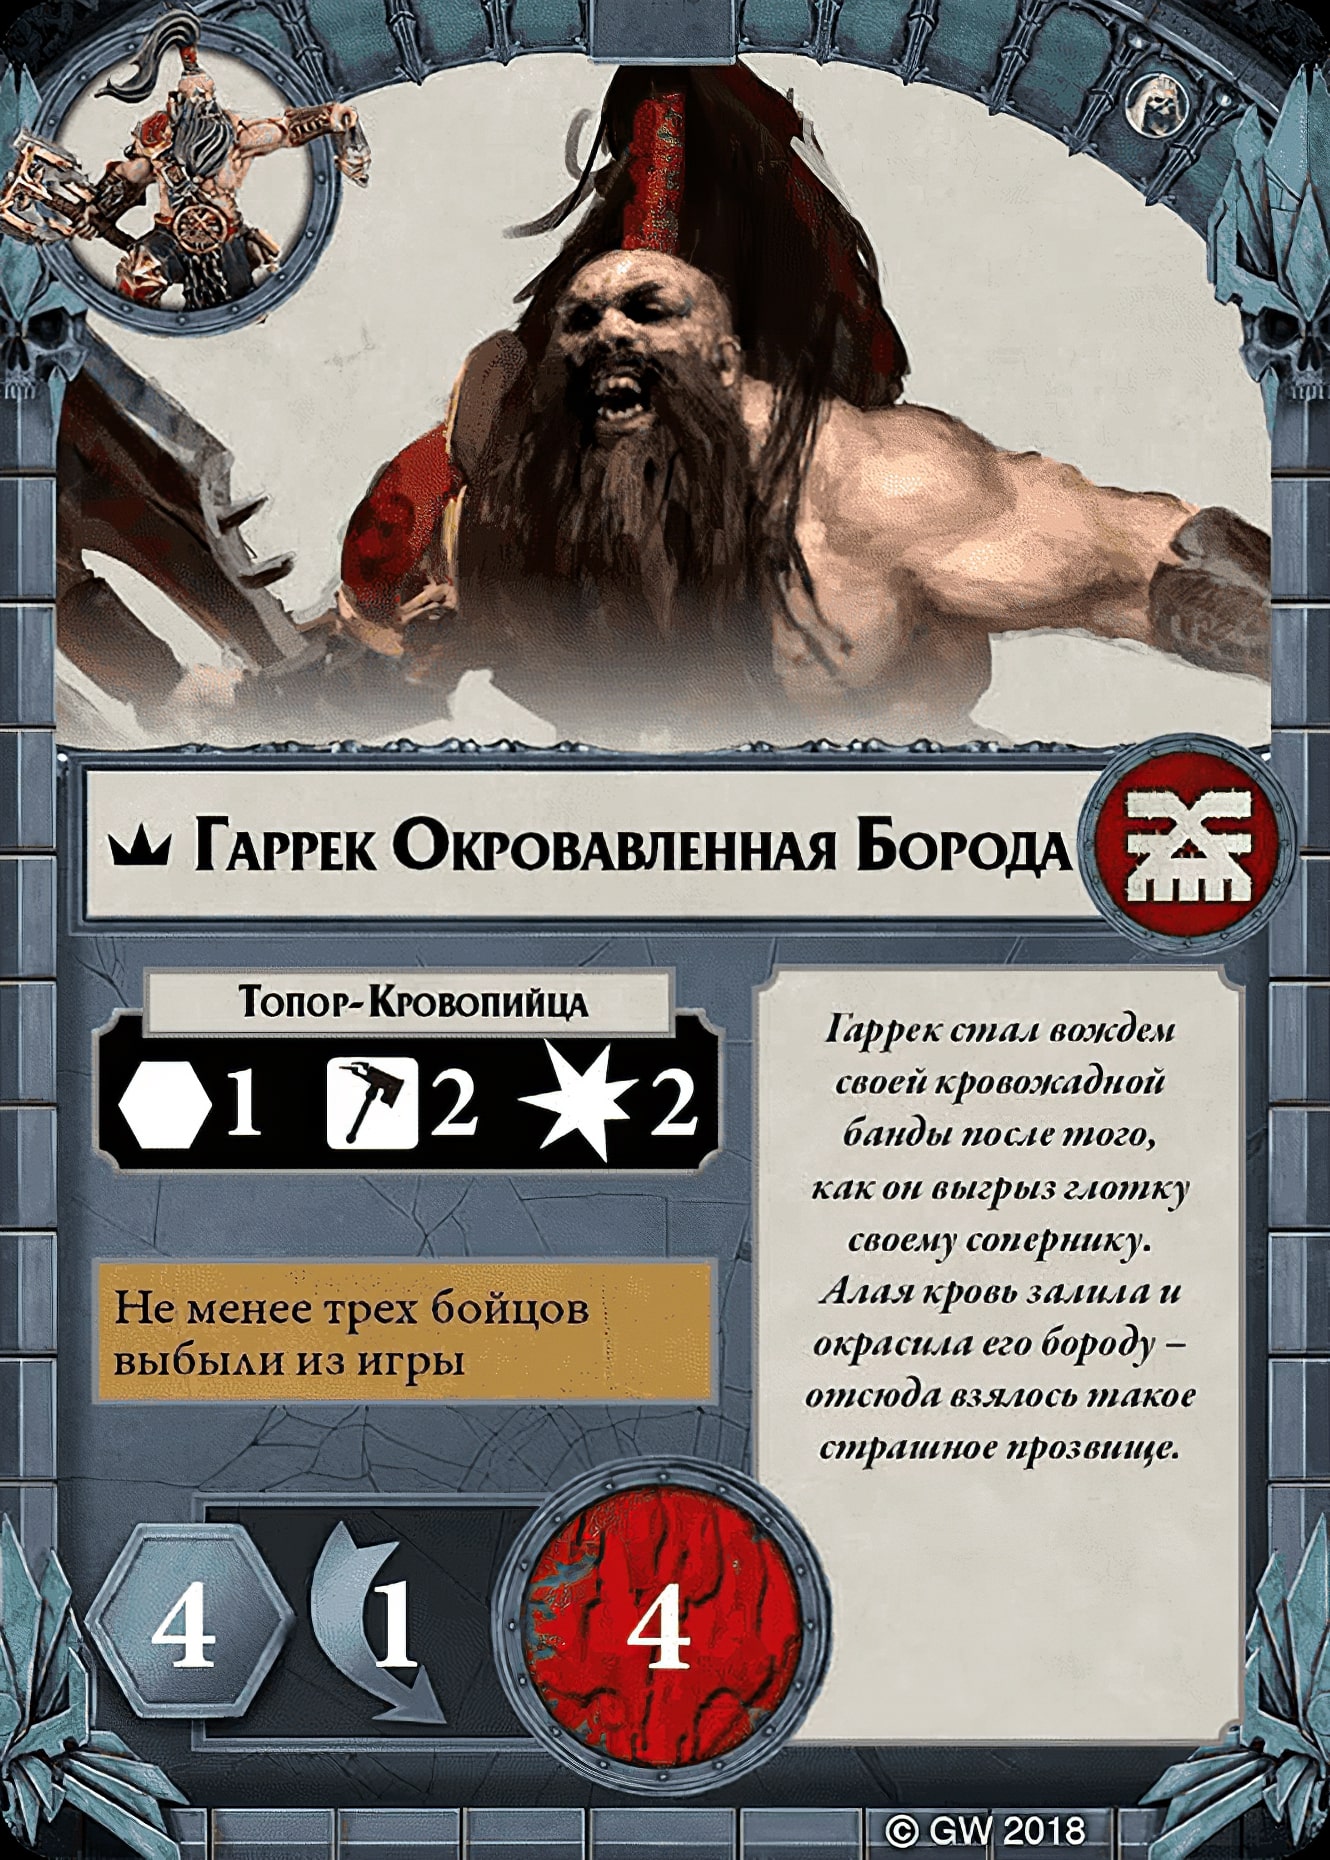 Гаррек Окровавленная Борода
Топор-Кровопийца
1 2 2
Не менее трех бойцов
выбыли из игры
Гаррек стал вождем
своей кровожадной
банды после того,
как он выгрыз глотку
своему сопернику.
Алая кровь залила и
окрасила его бороду –
отсюда взялось такое
страшное прозвище.
4 1 4
© GW 2018